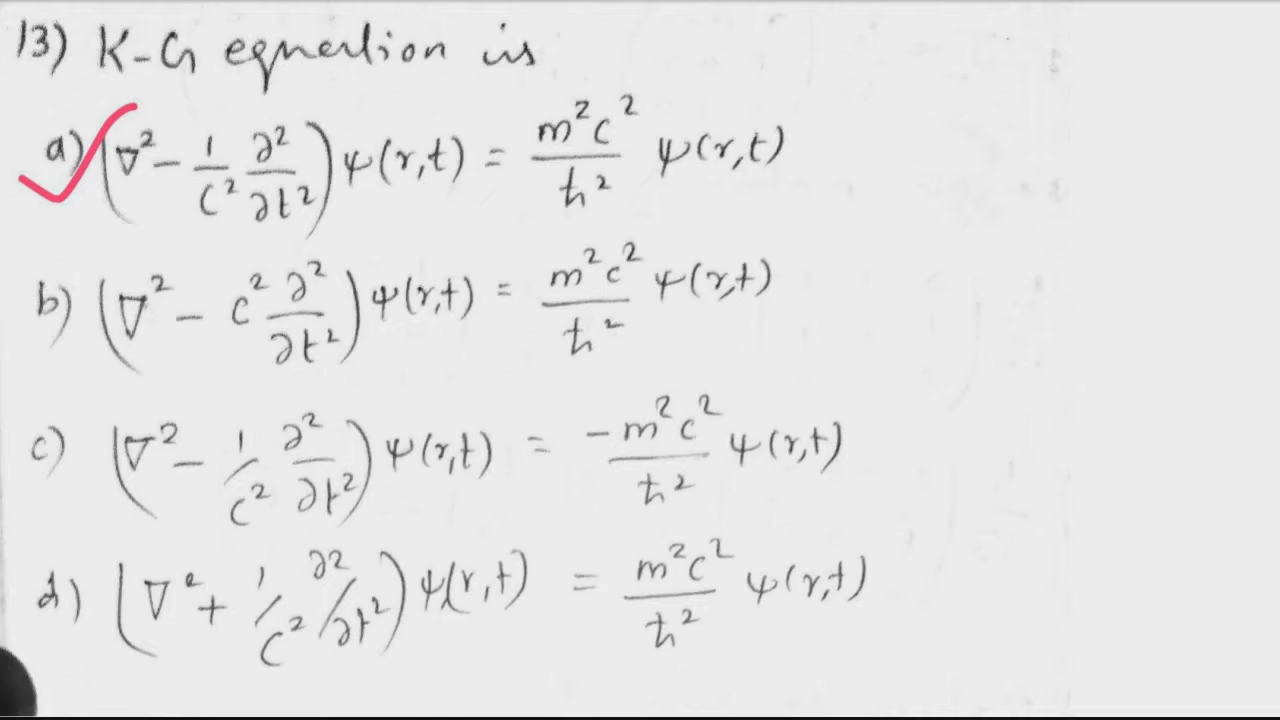 13) K-G equation is
a) (∇² - 1/c² ∂²/∂t²) ψ(r,t) = m²c²/ħ² ψ(r,t)
b) (∇² - c² ∂²/∂t²) ψ(r,t) = m²c²/ħ² ψ(r,t)
c) (∇² - 1/c² ∂²/∂t²) ψ(r,t) = -m²c²/ħ² ψ(r,t)
d) (∇² + 1/c² ∂²/∂t²) ψ(r,t) = m²c²/ħ² ψ(r,t)